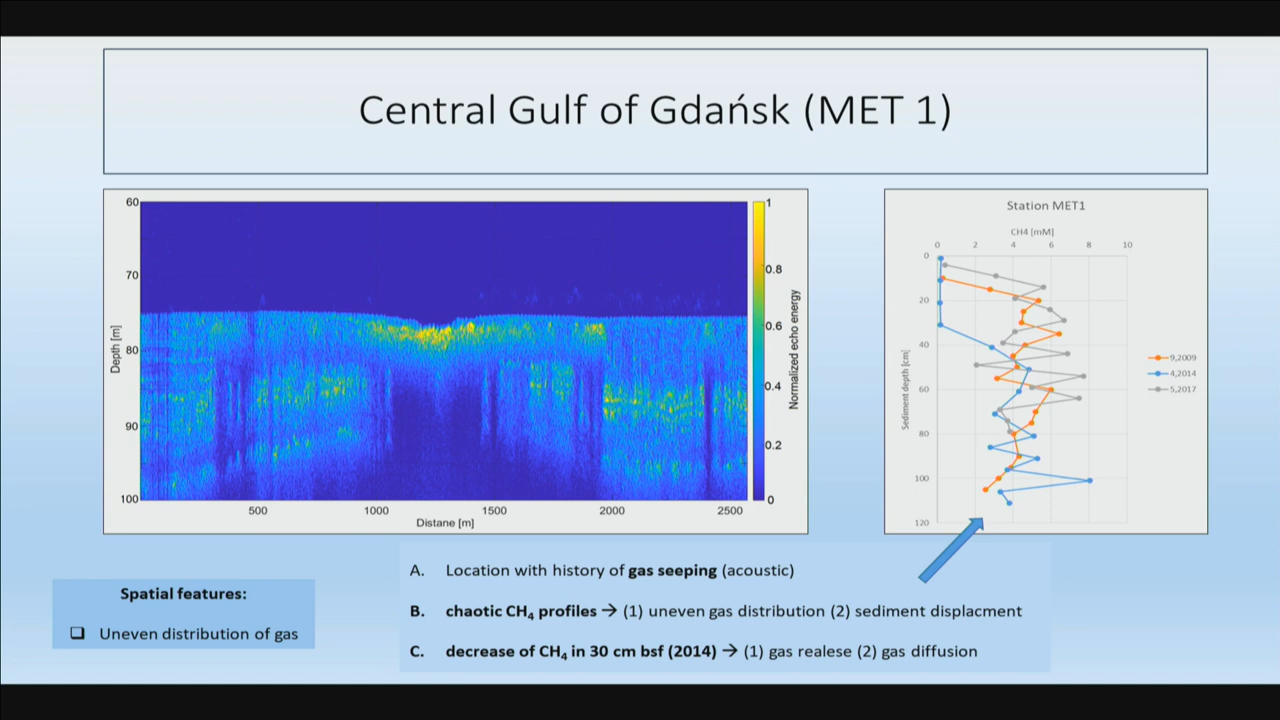 Central Gulf of Gdańsk (MET 1)
60
70
80
90
100
Depth [m]
500
1000
1500
2000
2500
Distane [m]
1
0.8
0.6
0.4
0.2
0
Normalized echo energy
Station MET1
CH4 [mM]
0 2 4 6 8 10
0
20
40
60
80
100
120
Sediment depth [cm]
9,2009
4,2014
5,2017
Spatial features:
❑ Uneven distribution of gas
A. Location with history of gas seeping (acoustic)
B. chaotic CH₄ profiles → (1) uneven gas distribution (2) sediment displacment
C. decrease of CH₄ in 30 cm bsf (2014) → (1) gas realese (2) gas diffusion